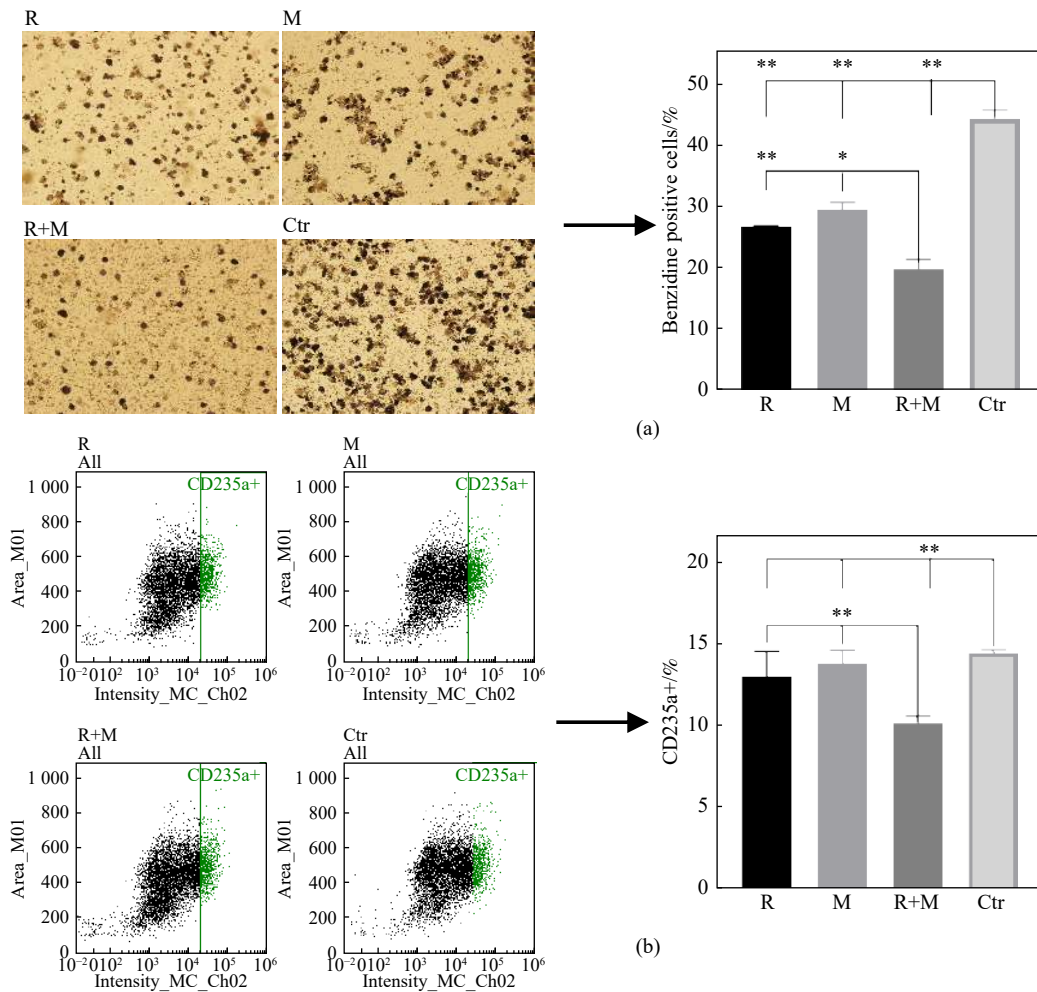 R
M
R+M
Ctr
Benzidine positive cells/%
50
40
30
20
10
0
** ** **
** *
R M R+M Ctr
(a)
R
All
CD235a+
1 000
800
600
400
200
0
Area_M01
10⁻² 0 10² 10³ 10⁴ 10⁵ 10⁶
Intensity_MC_Ch02
M
All
CD235a+
1 000
800
600
400
200
0
Area_M01
10⁻² 0 10² 10³ 10⁴ 10⁵ 10⁶
Intensity_MC_Ch02
R+M
All
CD235a+
1 000
800
600
400
200
0
Area_M01
10⁻² 0 10² 10³ 10⁴ 10⁵ 10⁶
Intensity_MC_Ch02
Ctr
All
CD235a+
1 000
800
600
400
200
0
Area_M01
10⁻² 0 10² 10³ 10⁴ 10⁵ 10⁶
Intensity_MC_Ch02
CD235a+/%
20
15
10
5
0
**
**
R M R+M Ctr
(b)